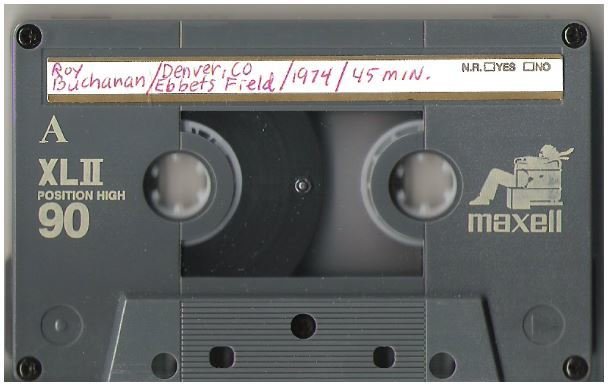 Roy Buchanan/Denver, CO Ebbets Field/1974/45 min.
N.R. YES NO
A
XLII
POSITION HIGH
90
maxell